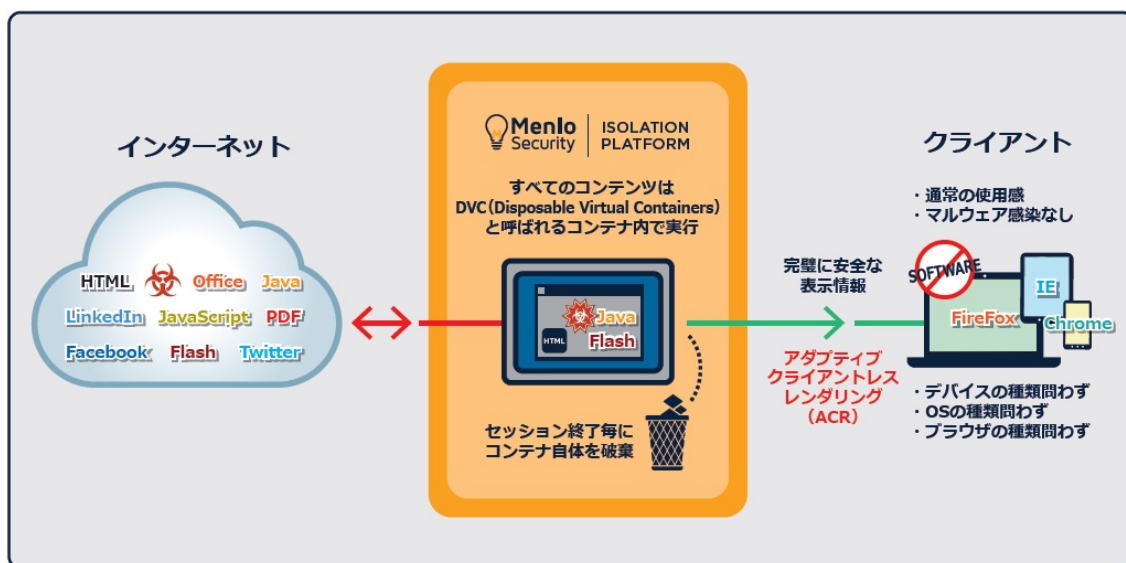 インターネット
HTML Office Java
LinkedIn JavaScript PDF
Facebook Flash Twitter
Menlo
Security
ISOLATION
PLATFORM
すべてのコンテンツは
DVC(Disposable Virtual Containers)
と呼ばれるコンテナ内で実行
Java
HTML
Flash
セッション終了毎に
コンテナ自体を破棄
完璧に安全な
表示情報
アダプティブ
クライアントレス
レンダリング
(ACR)
クライアント
・通常の使用感
・マルウェア感染なし
SOFTWARE
IE
FireFox
Chrome
・デバイスの種類問わず
・OSの種類問わず
・ブラウザの種類問わず